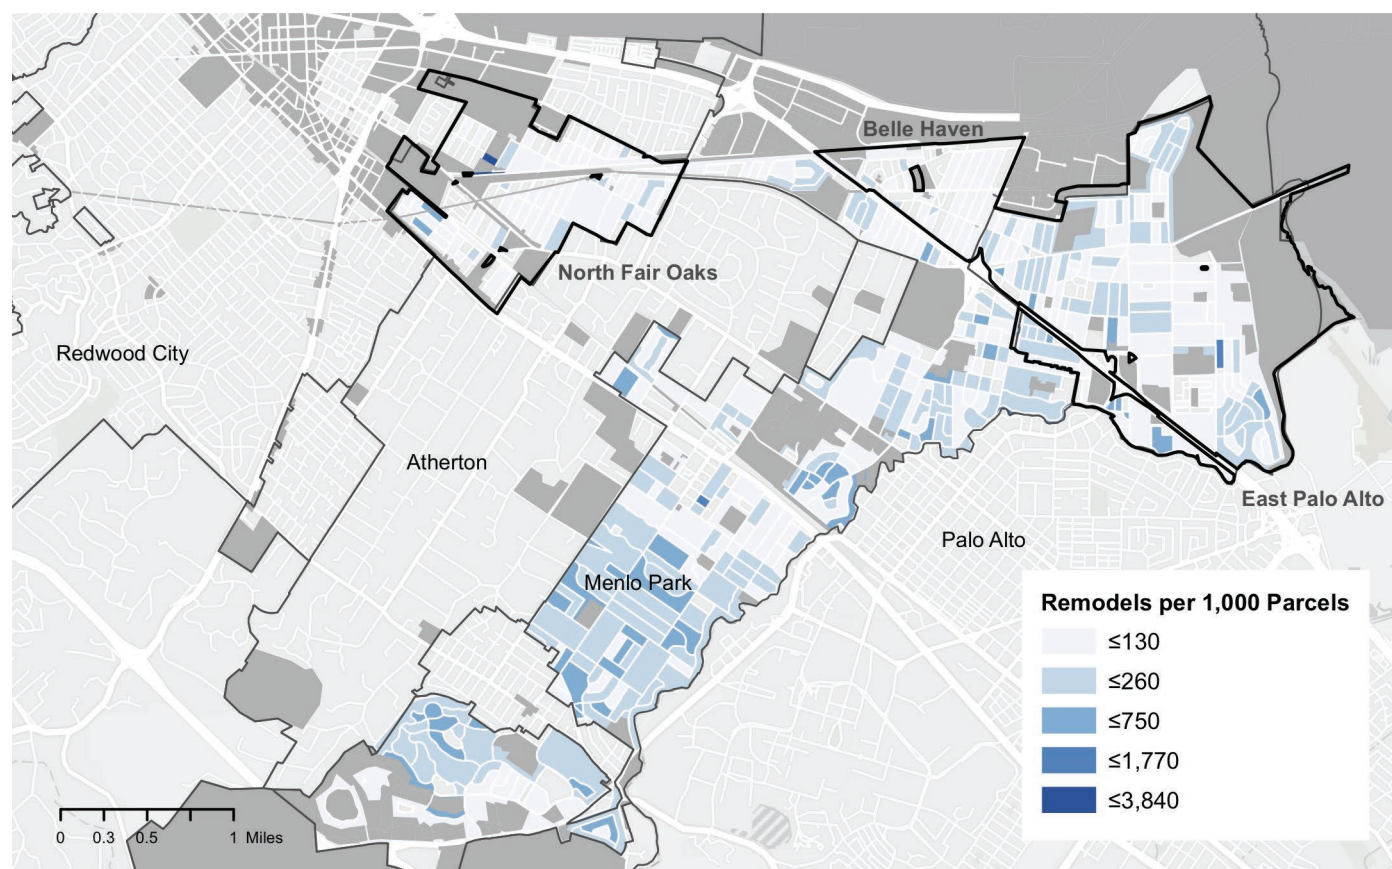 Belle Haven
North Fair Oaks
Redwood City
Atherton
East Palo Alto
Palo Alto
Menlo Park
Remodels per 1,000 Parcels
≤130
≤260
≤750
≤1,770
≤3,840
0 0.3 0.5 1 Miles